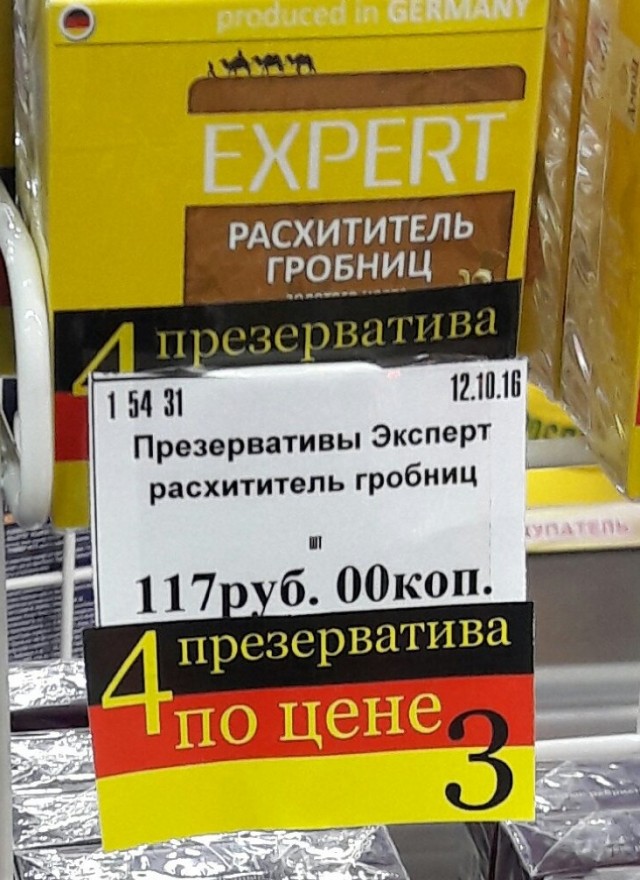 produced in GERMANY
EXPERT
РАСХИТИТЕЛЬ
ГРОБНИЦ
4 презерватива
1 54 31
12.10.16
Презервативы Эксперт
расхититель гробниц
шт
117руб. 00коп.
4 презерватива
по цене
3